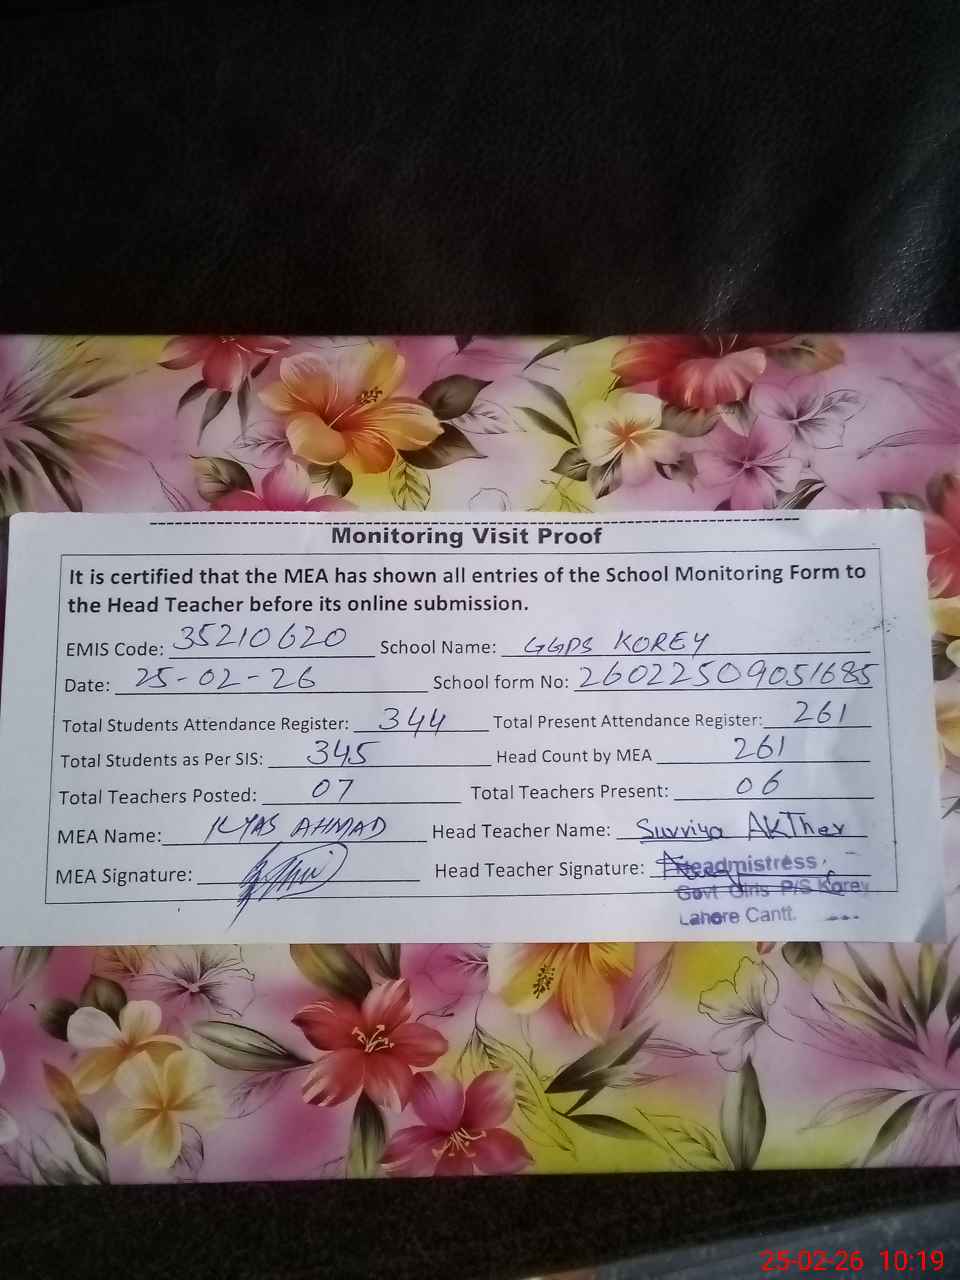 Monitoring Visit Proof
It is certified that the MEA has shown all entries of the School Monitoring Form to
the Head Teacher before its online submission.
EMIS Code: 35210620 School Name: GGPS KOREY
Date: 25-02-26 School form No: 26022509051685
Total Students Attendance Register: 344 Total Present Attendance Register: 261
Total Students as Per SIS: 345 Head Count by MEA 261
Total Teachers Posted: 07 Total Teachers Present: 06
MEA Name: ILYAS AHMAD Head Teacher Name: Surriya AKTher
MEA Signature: Head Teacher Signature:
Headmistress
Govt Girls P/S Korey
Lahore Cantt.
25-02-26 10:19